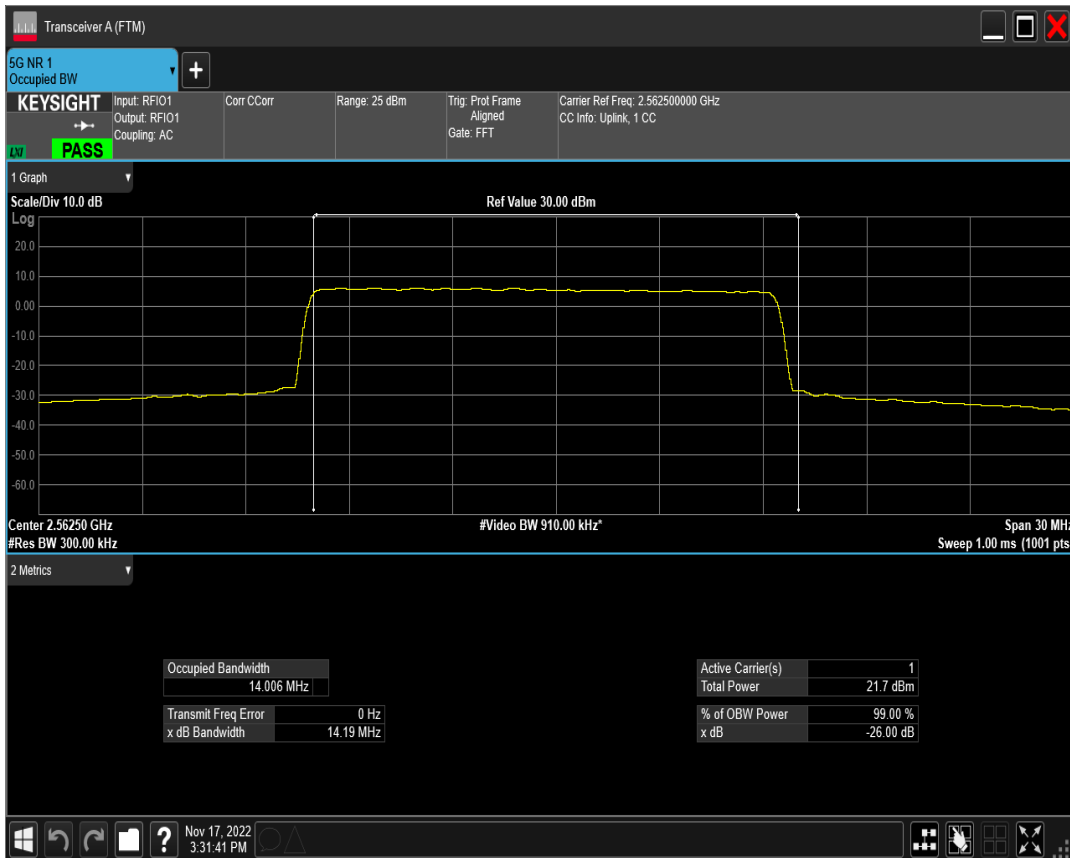 Transceiver A (FTM)
5G NR 1
Occupied BW
+
KEYSIGHT
LXI
PASS
Input: RFIO1
Output: RFIO1
Coupling: AC
Corr CCorr
Range: 25 dBm
Trig: Prot Frame
Aligned
Gate: FFT
Carrier Ref Freq: 2.562500000 GHz
CC Info: Uplink, 1 CC
1 Graph
Scale/Div 10.0 dB
Ref Value 30.00 dBm
Log
20.0
10.0
0.00
-10.0
-20.0
-30.0
-40.0
-50.0
-60.0
Center 2.56250 GHz
#Video BW 910.00 kHz*
Span 30 MHz
#Res BW 300.00 kHz
Sweep 1.00 ms (1001 pts
2 Metrics
Occupied Bandwidth
14.006 MHz
Transmit Freq Error 0 Hz
x dB Bandwidth 14.19 MHz
Active Carrier(s) 1
Total Power 21.7 dBm
% of OBW Power 99.00 %
x dB -26.00 dB
?
Nov 17, 2022
3:31:41 PM